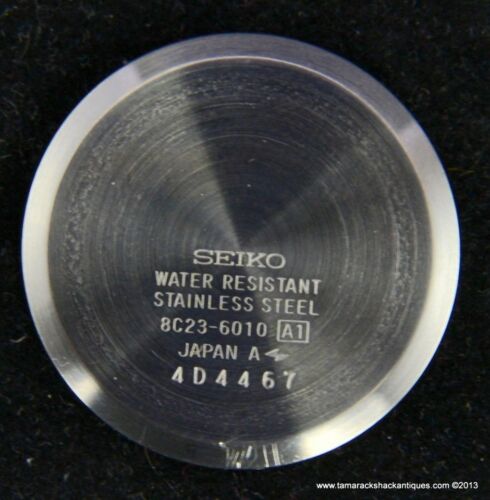 SEIKO
WATER RESISTANT
STAINLESS STEEL
8C23-6010 A1
JAPAN A
4D4467
www.tamarackshackantiques.com ©2013